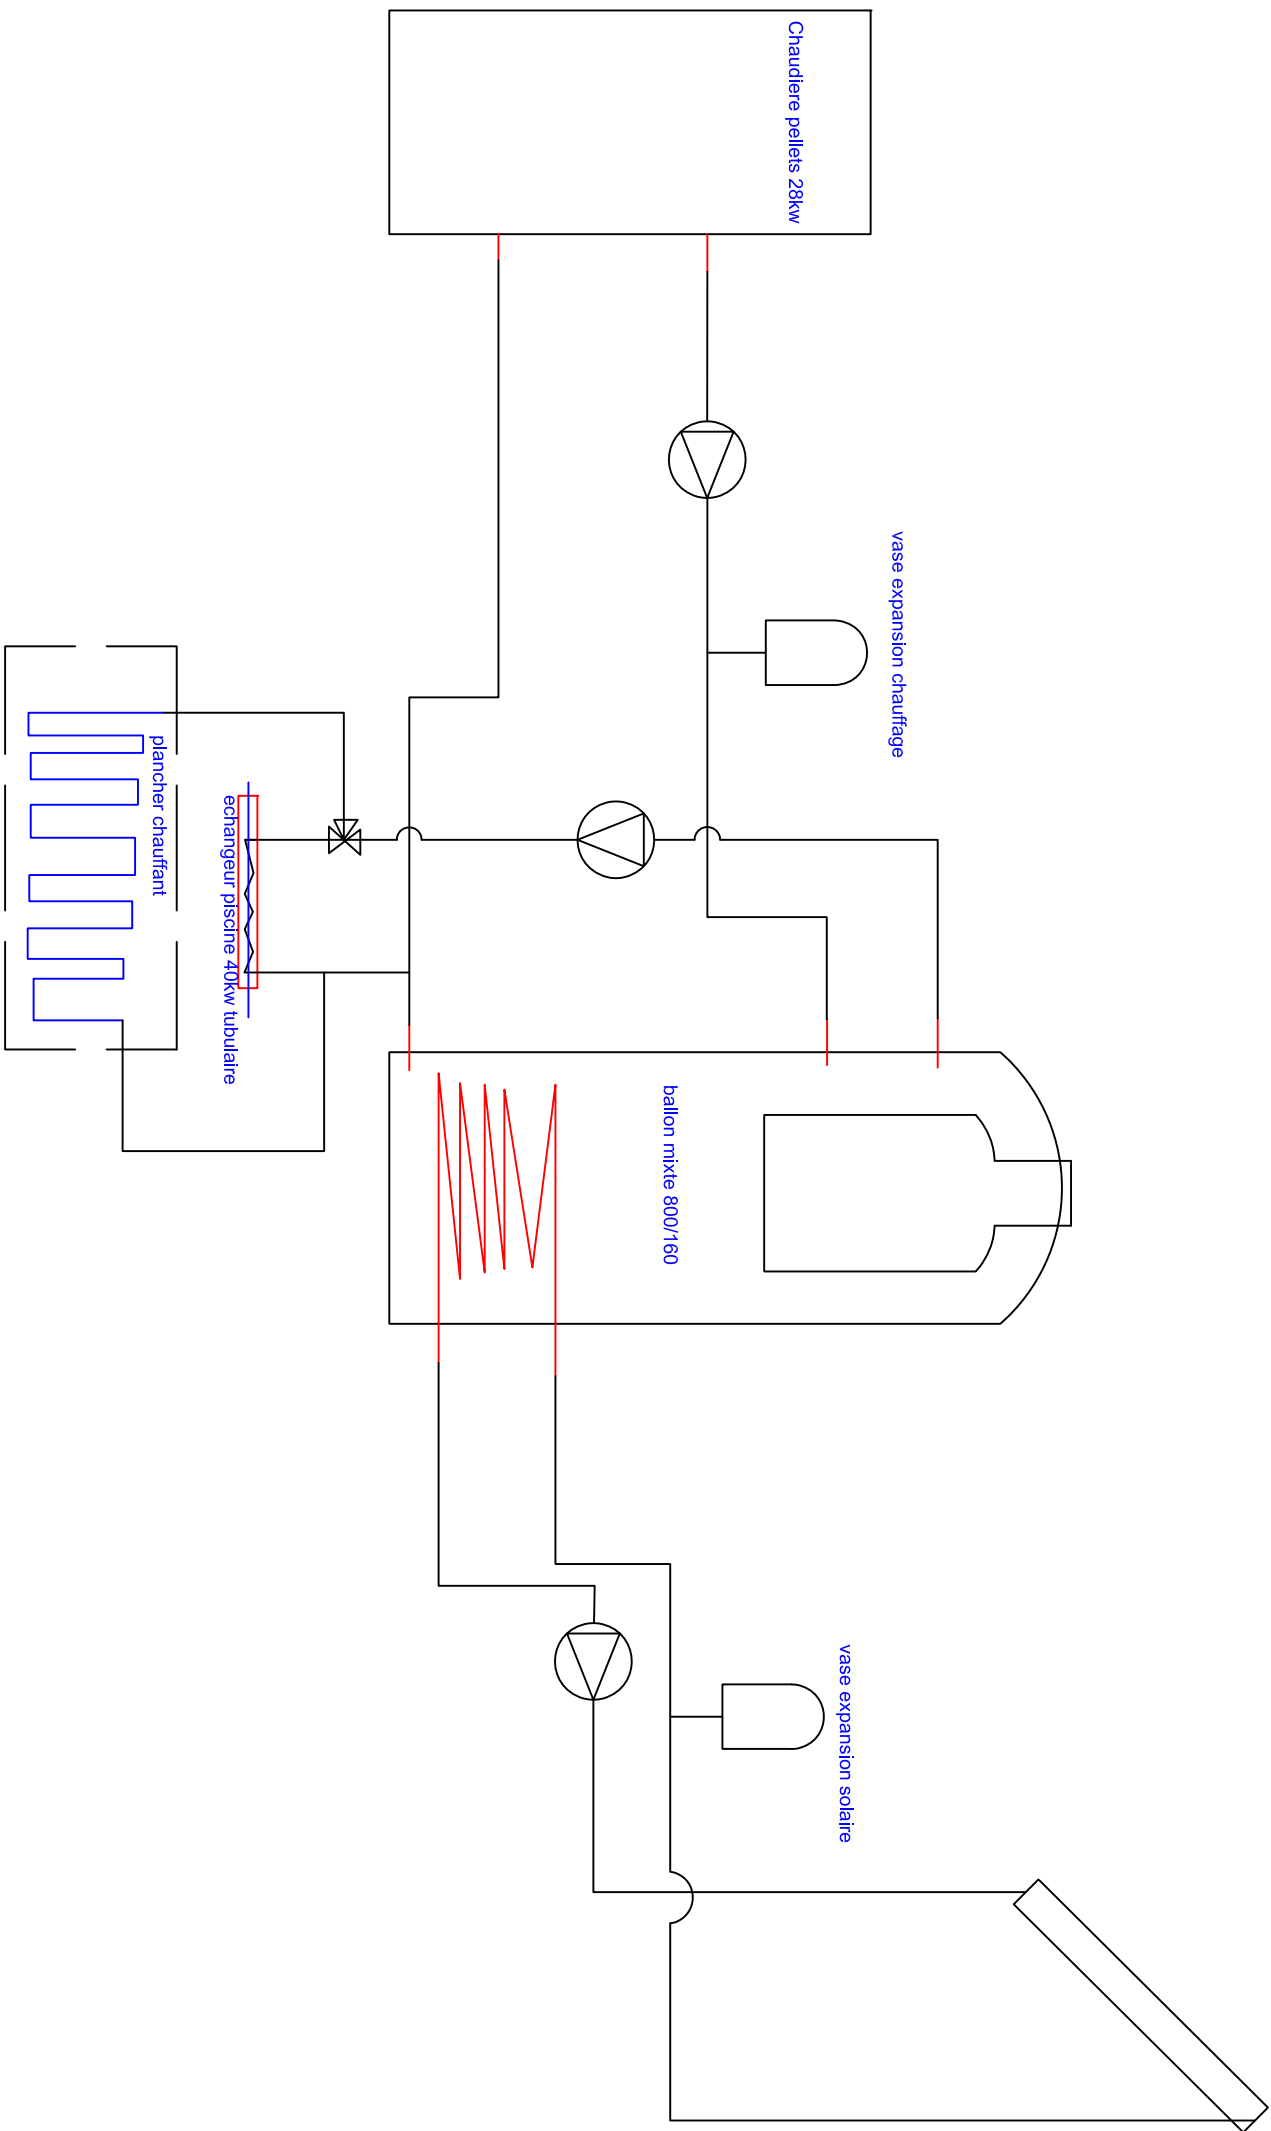 Chaudiere pellets 28kw
vase expansion chauffage
vase expansion solaire
ballon mixte 800/160
echangeur piscine 40kw tubulaire
plancher chauffant